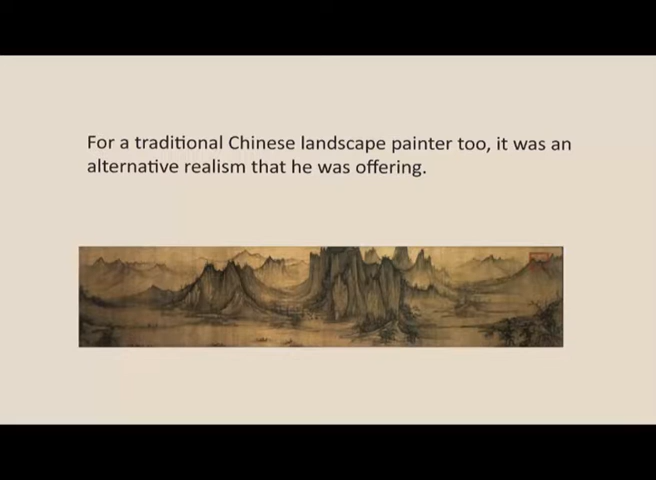 For a traditional Chinese landscape painter too, it was an
alternative realism that he was offering.